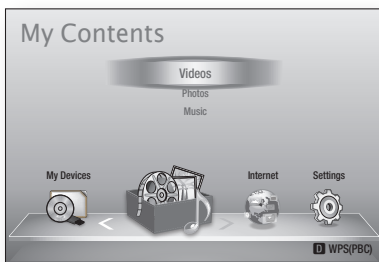 My Contents
Videos
Photos
Music
My Devices
Internet
Settings
D WPS(PBC)